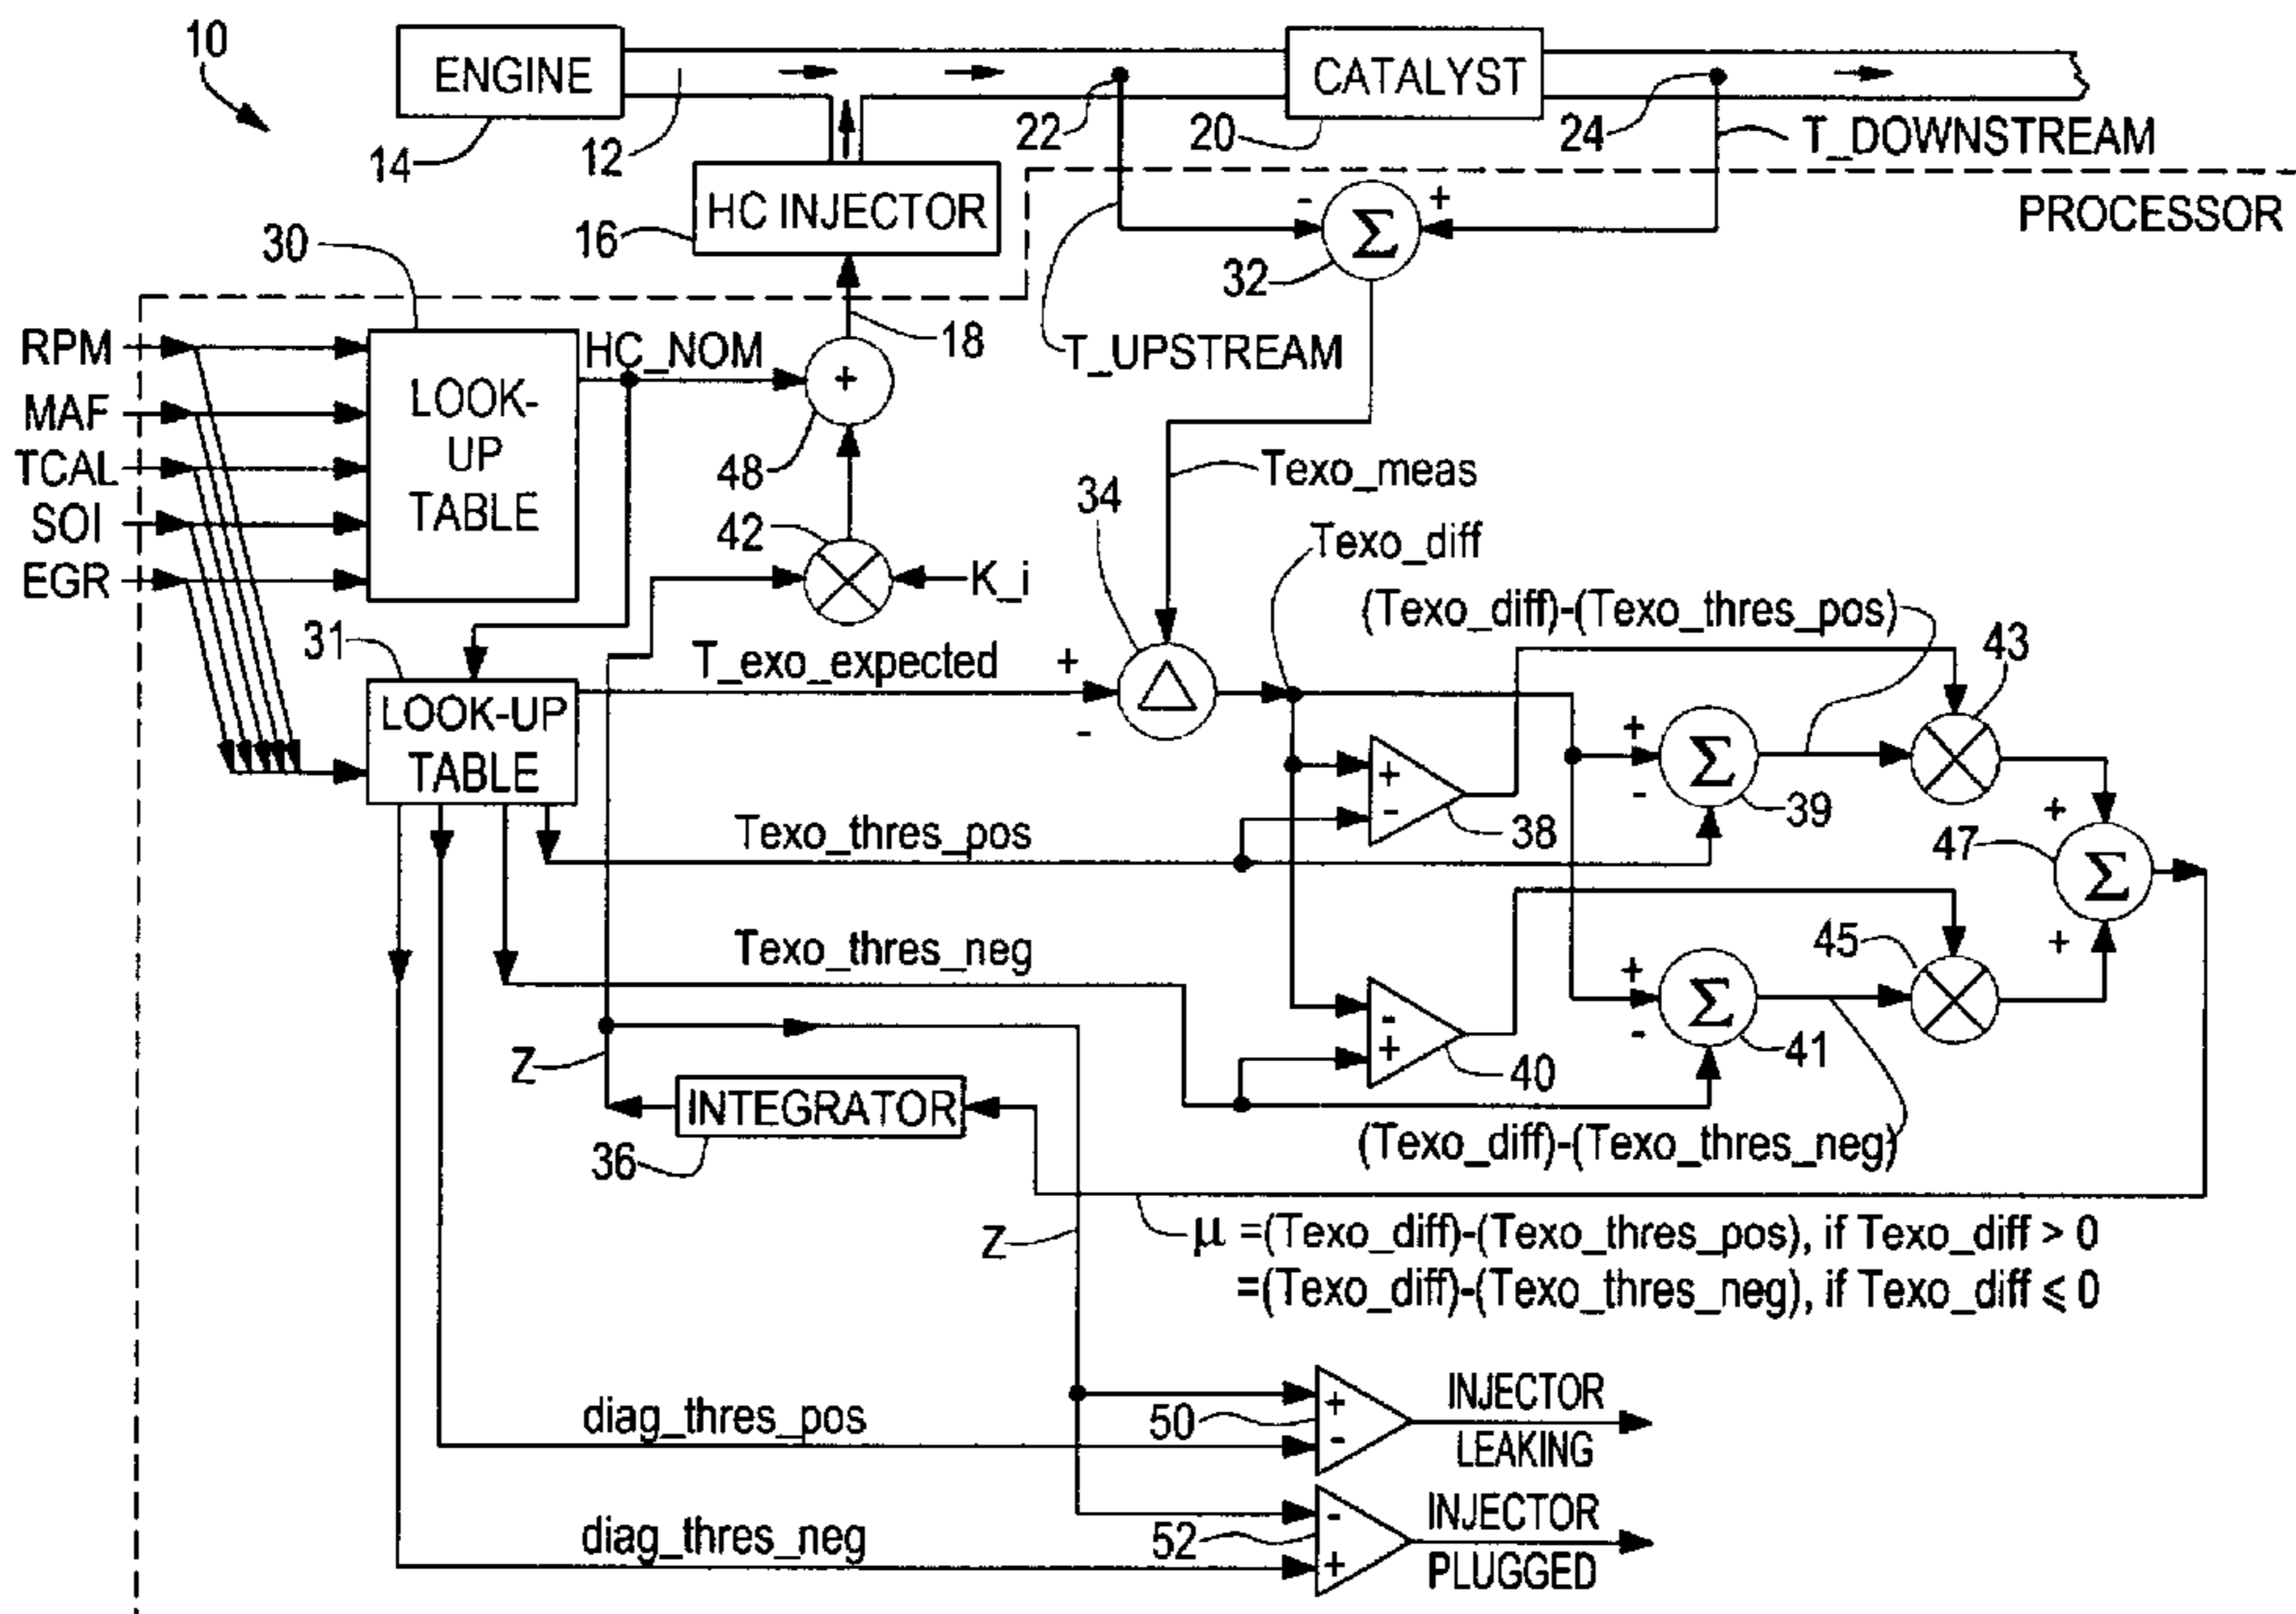 10
ENGINE
CATALYST
14
12
22
20
24
T_DOWNSTREAM
HC INJECTOR
16
- Σ +
32
PROCESSOR
30
18
T_UPSTREAM
RPM
MAF
TCAL
SOI
EGR
LOOK-
UP
TABLE
HC_NOM
+
48
42
K_i
Texo_meas
34
Texo_diff
(Texo_diff)-(Texo_thres_pos)
43
31
LOOK-UP
TABLE
T_exo_expected
+
-
△
+
-
38
+
-
Σ
39
Texo_thres_pos
+
47
Σ
+
Texo_thres_neg
45
-
+
40
+
-
Σ
41
Z
INTEGRATOR
36
(Texo_diff)-(Texo_thres_neg)
Z
μ =(Texo_diff)-(Texo_thres_pos), if Texo_diff > 0
=(Texo_diff)-(Texo_thres_neg), if Texo_diff ⩽ 0
diag_thres_pos
50
+
-
INJECTOR
LEAKING
diag_thres_neg
52
-
+
INJECTOR
PLUGGED